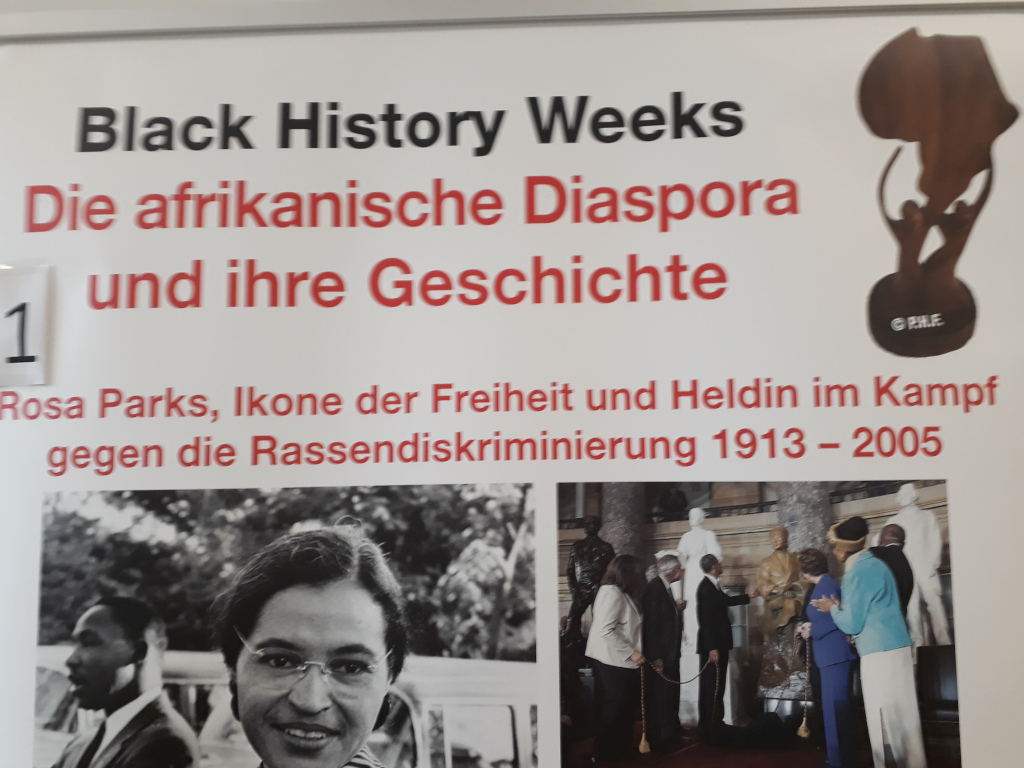 Black History Weeks
Die afrikanische Diaspora
und ihre Geschichte
1
Rosa Parks, Ikone der Freiheit und Heldin im Kampf
gegen die Rassendiskriminierung 1913 – 2005
© P.H.F.